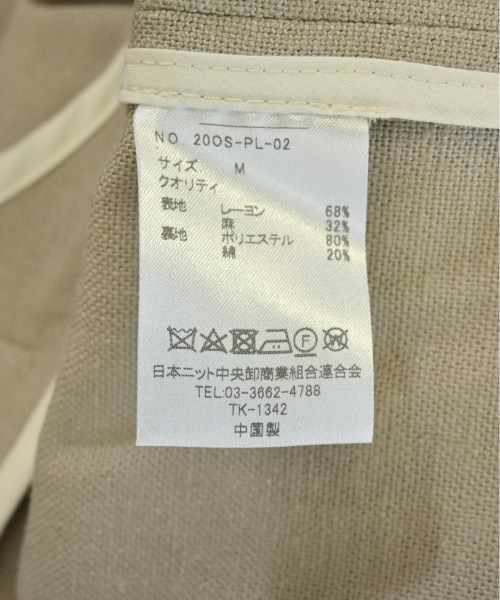 NO. 20OS-PL-02
サイズ M
クオリティ
表地 レーヨン 68%
麻 32%
裏地 ポリエステル 80%
綿 20%
F W
日本ニット中央卸商業組合連合会
TEL:03-3662-4788
TK-1342
中国製